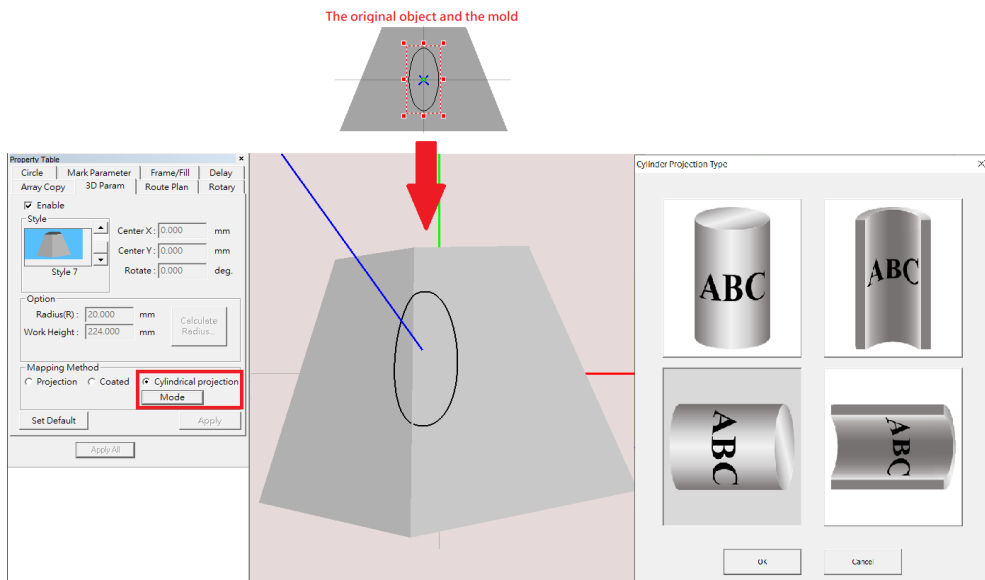 The original object and the mold
Property Table
×
Circle
Mark Parameter
Frame/Fill
Delay
Array Copy
3D Param
Route Plan
Rotary
Enable
Style
Style 7
Center X : 0.000 mm
Center Y : 0.000 mm
Rotate : 0.000 deg.
Option
Radius(R) : 20.000 mm
Work Height : 224.000 mm
Calculate
Radius...
Mapping Method
Projection
Coated
Cylindrical projection
Mode
Set Default
Apply
Apply All
Cylinder Projection Type
ABC
ABC
ABC
ABC
OK
Cancel